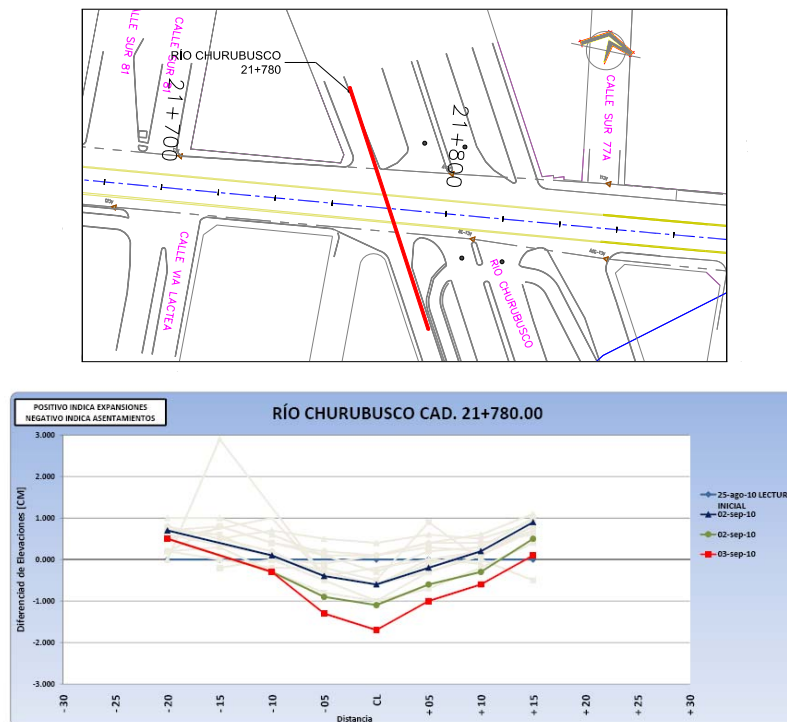 CALLE SUR 81
CALLE SUR 81
RÍO CHURUBUSCO
21+780
21+700
21+800
CALLE SUR 77A
CALLE VIA LACTEA
RIO CHURUBUSCO
POSITIVO INDICA EXPANSIONES
NEGATIVO INDICA ASENTAMIENTOS
RÍO CHURUBUSCO CAD. 21+780.00
3.000
2.000
1.000
0.000
-1.000
-2.000
-3.000
Diferenciad de Elevaciones [CM]
- 30
- 20
- 15
- 10
- 05
CL
+ 05
+ 10
+ 15
+ 20
+ 30
Distancia
25-ago-10 LECTUR
INICIAL
02-sep-10
02-sep-10
03-sep-10